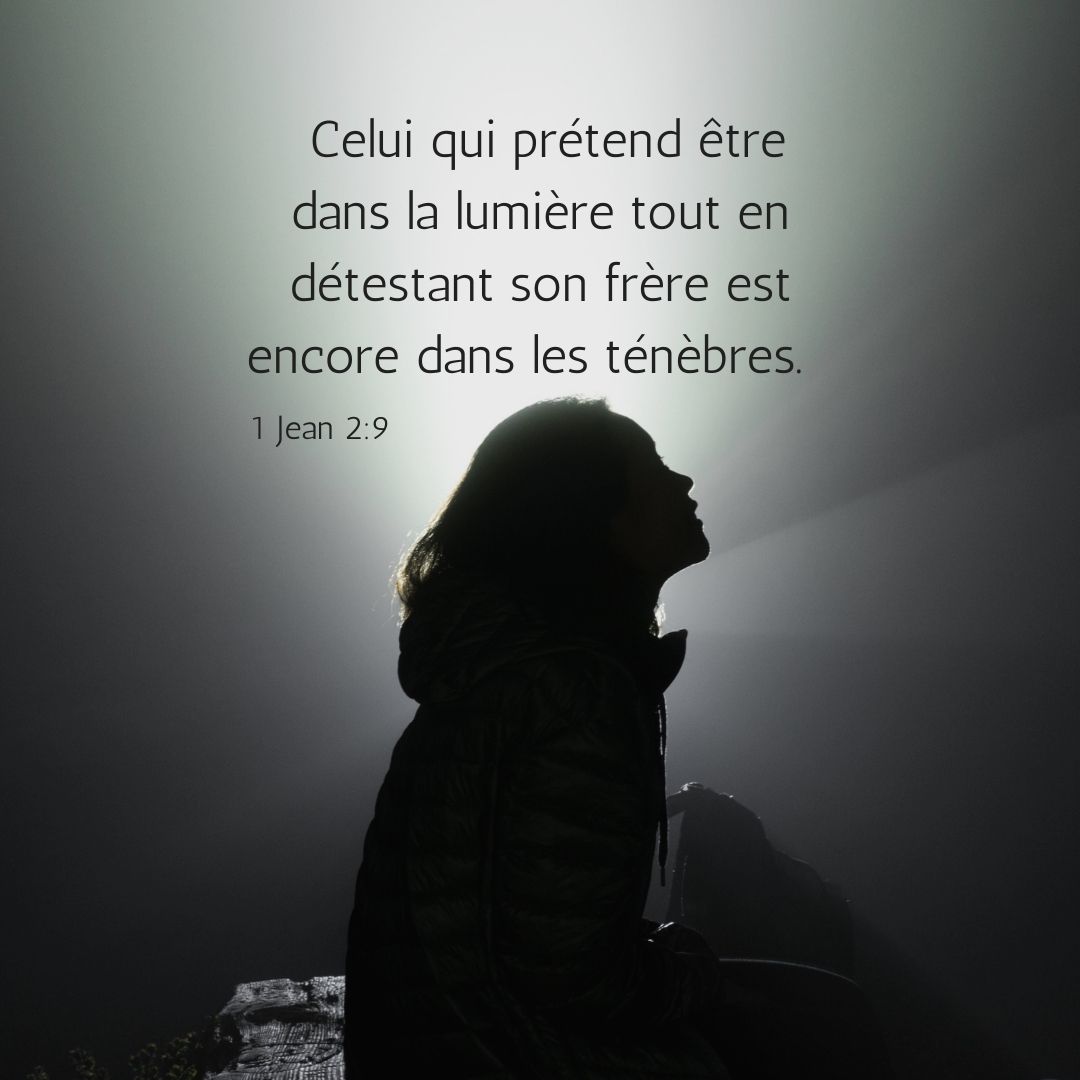 Celui qui prétend être
dans la lumière tout en
détestant son frère est
encore dans les ténèbres.
1 Jean 2:9